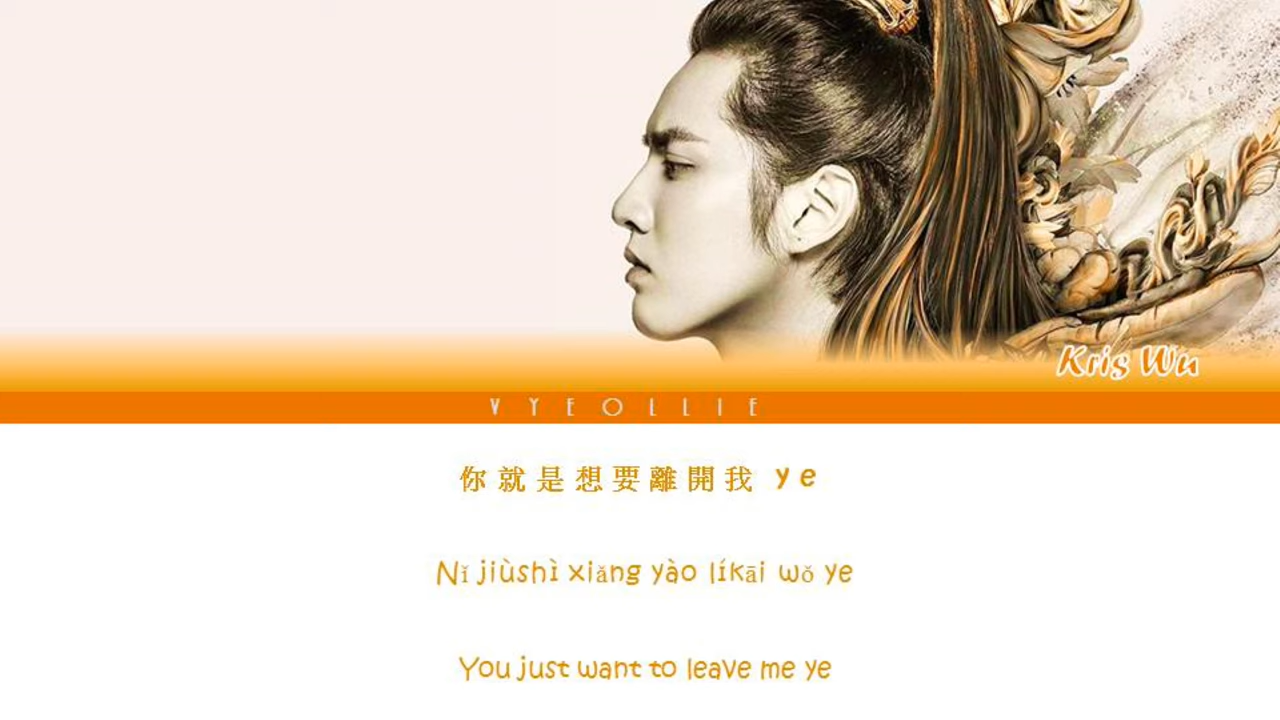 Kris Wu
VYEOLLIE
你就是想要離開我 ye
Nǐ jiùshì xiǎng yào líkāi wǒ ye
You just want to leave me ye